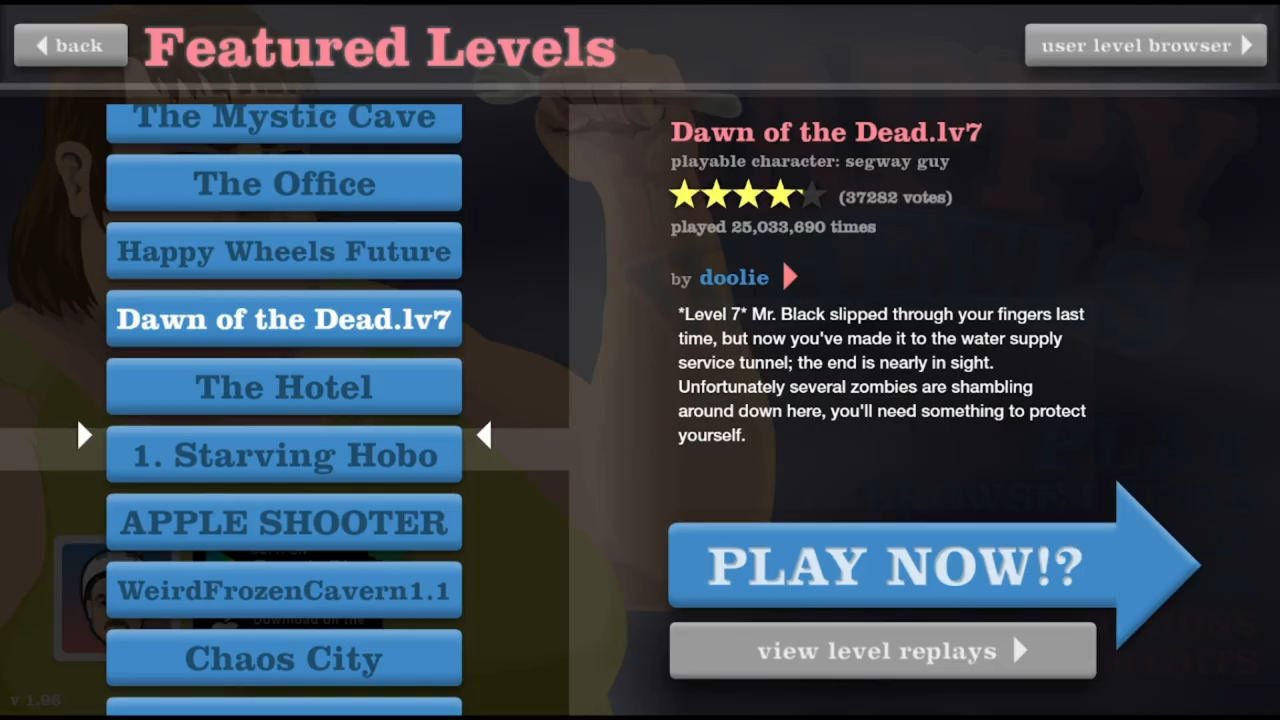 back
Featured Levels
user level browser
The Mystic Cave
The Office
Happy Wheels Future
Dawn of the Dead.lv7
The Hotel
1. Starving Hobo
APPLE SHOOTER
WeirdFrozenCavern1.1
Chaos City
Dawn of the Dead.lv7
playable character: segway guy
(37282 votes)
played 25,033,690 times
by doolie
*Level 7* Mr. Black slipped through your fingers last
time, but now you've made it to the water supply
service tunnel; the end is nearly in sight.
Unfortunately several zombies are shambling
around down here, you'll need something to protect
yourself.
PLAY NOW!?
view level replays
Download on the
v 1.96